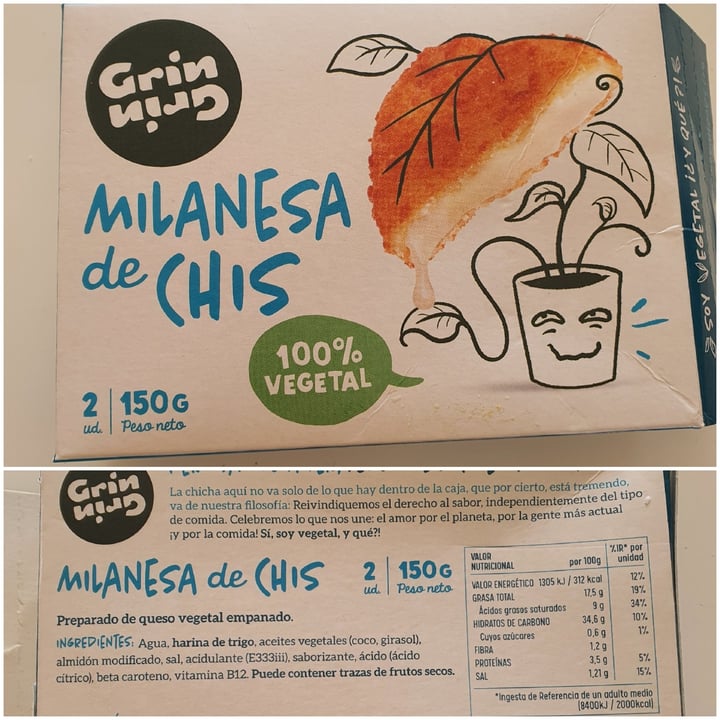 Grin
Grin
MILANESA
de CHIS
100%
VEGETAL
2 ud. 150G Peso neto
SOY VEGETAL ¡¿Y QUÉ?!
Grin
Grin
La chicha aquí no va solo de lo que hay dentro de la caja, que por cierto, está tremendo,
va de nuestra filosofía: Reivindiquemos el derecho al sabor, independientemente del tipo
de comida. Celebremos lo que nos une: el amor por el planeta, por la gente más actual
¡y por la comida! Sí, soy vegetal, y qué?!
MILANESA de CHIS 2 ud. 150G Peso neto
Preparado de queso vegetal empanado.
INGREDIENTES: Agua, harina de trigo, aceites vegetales (coco, girasol),
almidón modificado, sal, acidulante (E333iii), saborizante, ácido (ácido
cítrico), beta caroteno, vitamina B12. Puede contener trazas de frutos secos.
VALOR NUTRICIONAL por 100g %IR* por unidad
VALOR ENERGÉTICO 1305 kJ / 312 kcal 12%
GRASA TOTAL 17,5 g 19%
Ácidos grasos saturados 9 g 34%
HIDRATOS DE CARBONO 34,6 g 10%
Cuyos azúcares 0,6 g 1%
FIBRA 1,2 g
PROTEÍNAS 3,5 g 5%
SAL 1,21 g 15%
*Ingesta de Referencia de un adulto medio
(8400kJ / 2000kcal)